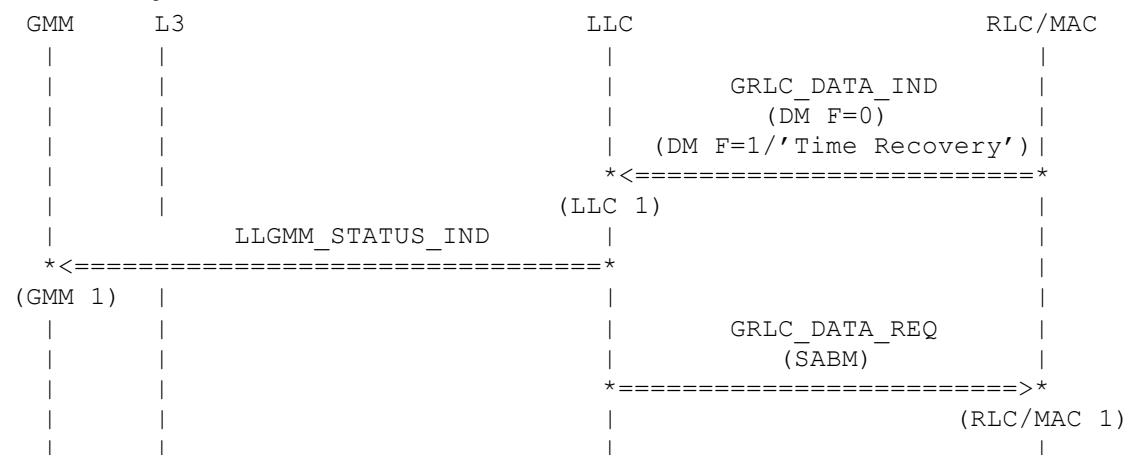 GMM L3 LLC RLC/MAC
GRLC_DATA_IND
(DM F=0)
(DM F=1/'Time Recovery')
(LLC 1)
LLGMM_STATUS_IND
(GMM 1)
GRLC_DATA_REQ
(SABM)
(RLC/MAC 1)